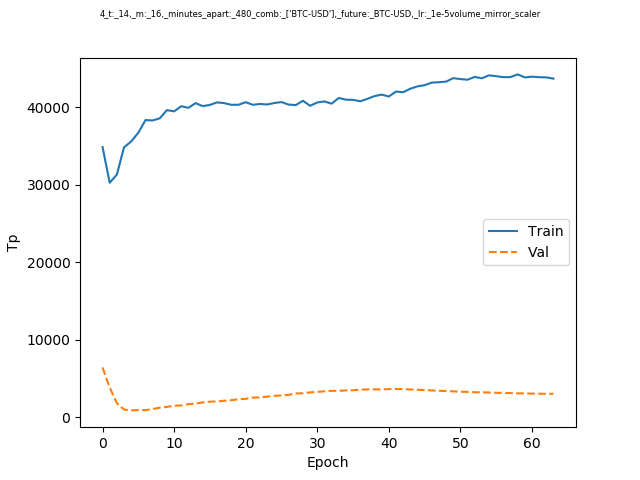 4_t:_14,_m:_16,_minutes_apart:_480_comb:_['BTC-USD'],_future:_BTC-USD,_lr:_1e-5volume_mirror_scaler
40000
30000
20000
10000
0
Tp
Train
Val
0 10 20 30 40 50 60
Epoch